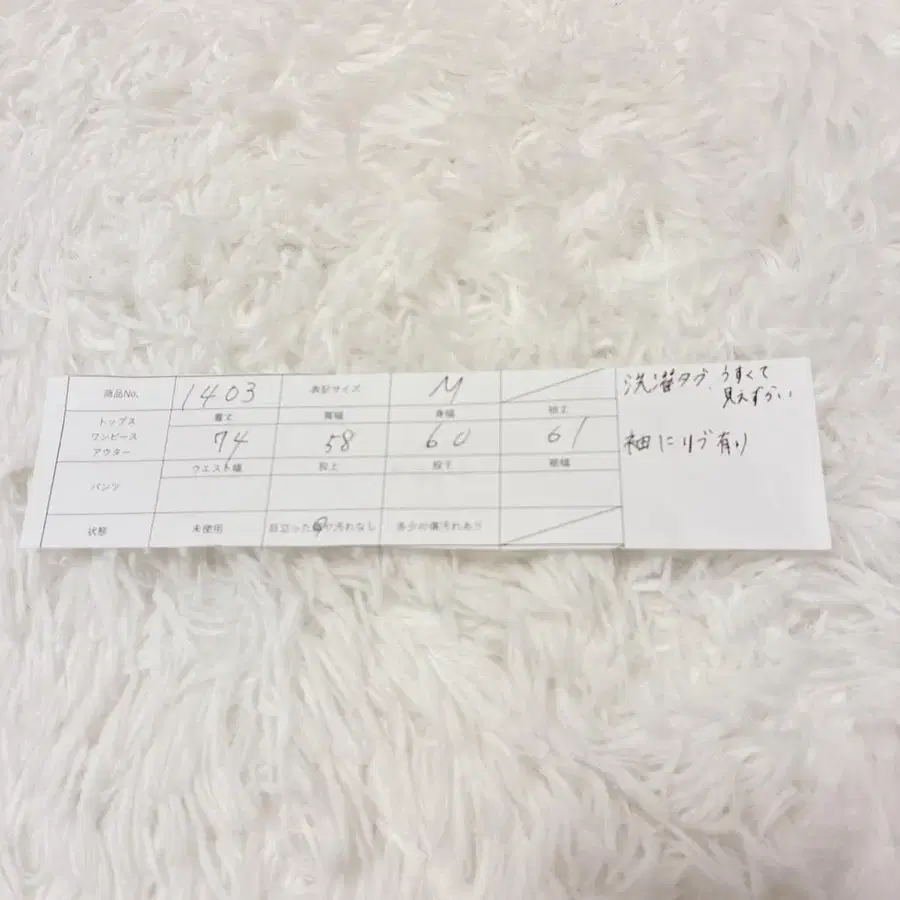 商品No. 1403 表記サイズ M
トップス
ワンピース
アウター
着丈 肩幅 身幅 袖丈
74 58 60 61
パンツ
ウエスト幅 股上 股下 裾幅
状態 未使用 目立った傷や汚れなし 多少の傷汚れあり
洗濯タグ、うすくて
見えずらい
袖にリブ有り